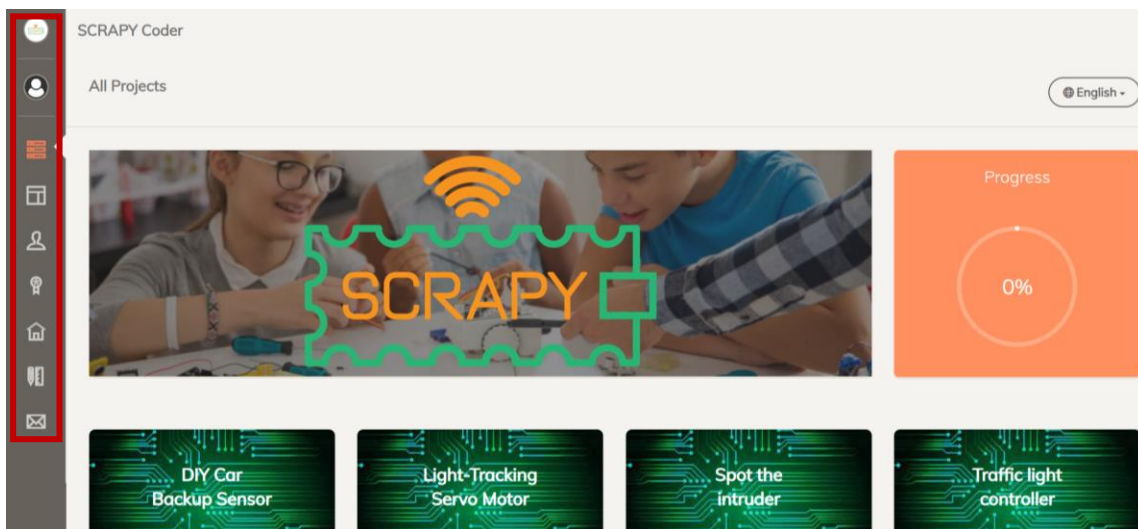 SCRAPY Coder
All Projects
English
SCRAPY
Progress
0%
DIY Car
Backup Sensor
Light-Tracking
Servo Motor
Spot the
intruder
Traffic light
controller